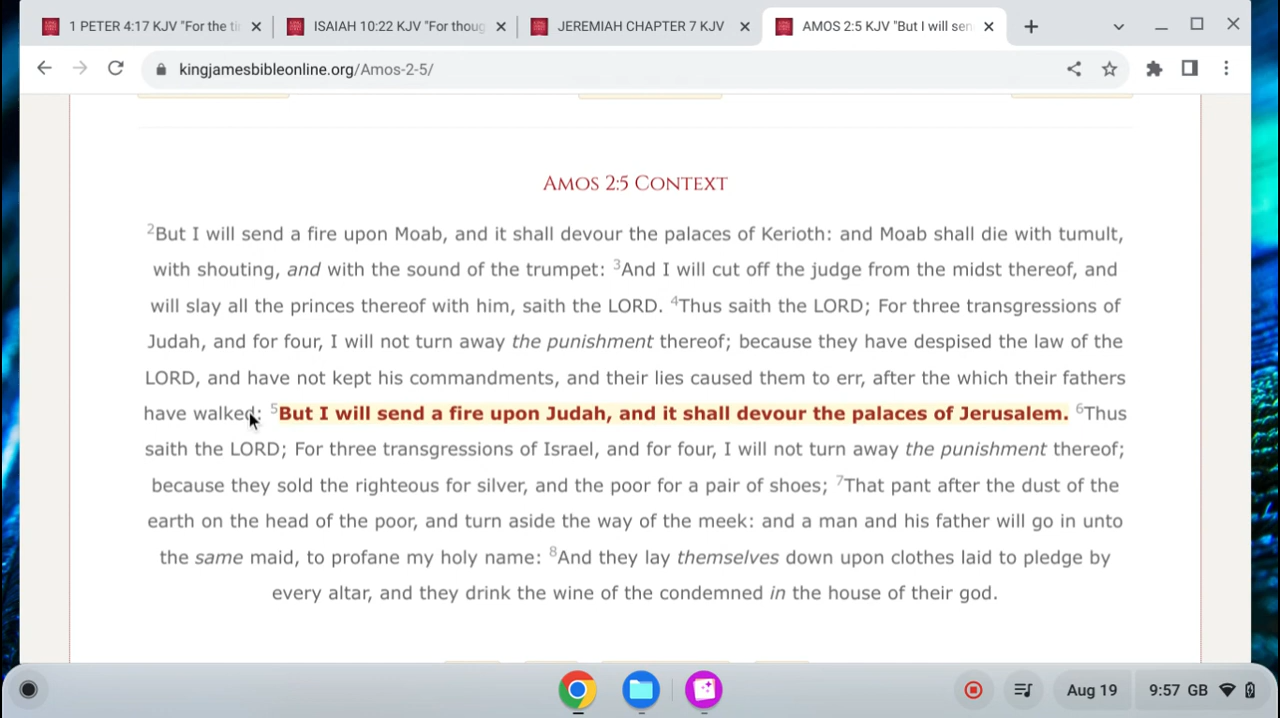 1 PETER 4:17 KJV "For the tin
ISAIAH 10:22 KJV "For thoug
JEREMIAH CHAPTER 7 KJV
AMOS 2:5 KJV "But I will sen
kingjamesbibleonline.org/Amos-2-5/
AMOS 2:5 CONTEXT
2But I will send a fire upon Moab, and it shall devour the palaces of Kerioth: and Moab shall die with tumult,
with shouting, and with the sound of the trumpet: 3And I will cut off the judge from the midst thereof, and
will slay all the princes thereof with him, saith the LORD. 4Thus saith the LORD; For three transgressions of
Judah, and for four, I will not turn away the punishment thereof; because they have despised the law of the
LORD, and have not kept his commandments, and their lies caused them to err, after the which their fathers
have walked: 5But I will send a fire upon Judah, and it shall devour the palaces of Jerusalem. 6Thus
saith the LORD; For three transgressions of Israel, and for four, I will not turn away the punishment thereof;
because they sold the righteous for silver, and the poor for a pair of shoes; 7That pant after the dust of the
earth on the head of the poor, and turn aside the way of the meek: and a man and his father will go in unto
the same maid, to profane my holy name: 8And they lay themselves down upon clothes laid to pledge by
every altar, and they drink the wine of the condemned in the house of their god.
Aug 19
9:57 GB